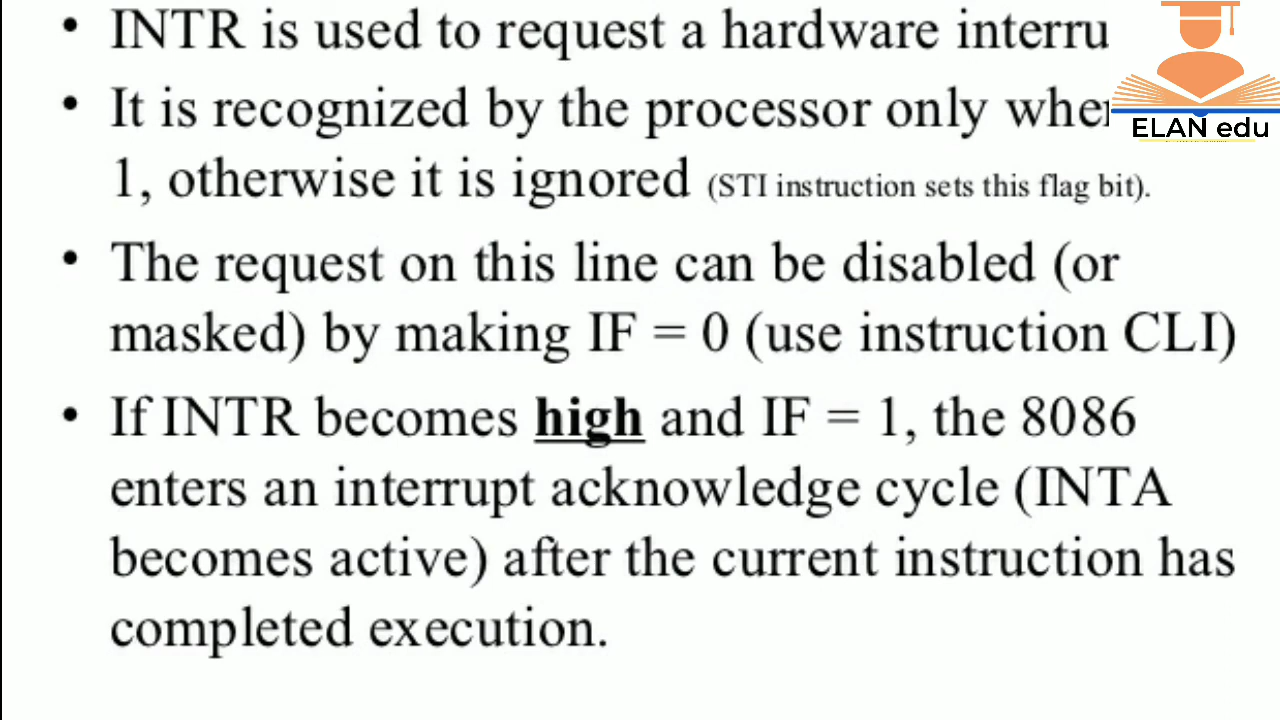 • INTR is used to request a hardware interru
• It is recognized by the processor only whe
1, otherwise it is ignored (STI instruction sets this flag bit).
• The request on this line can be disabled (or
masked) by making IF = 0 (use instruction CLI)
• If INTR becomes high and IF = 1, the 8086
enters an interrupt acknowledge cycle (INTA
becomes active) after the current instruction has
completed execution.
ELAN edu